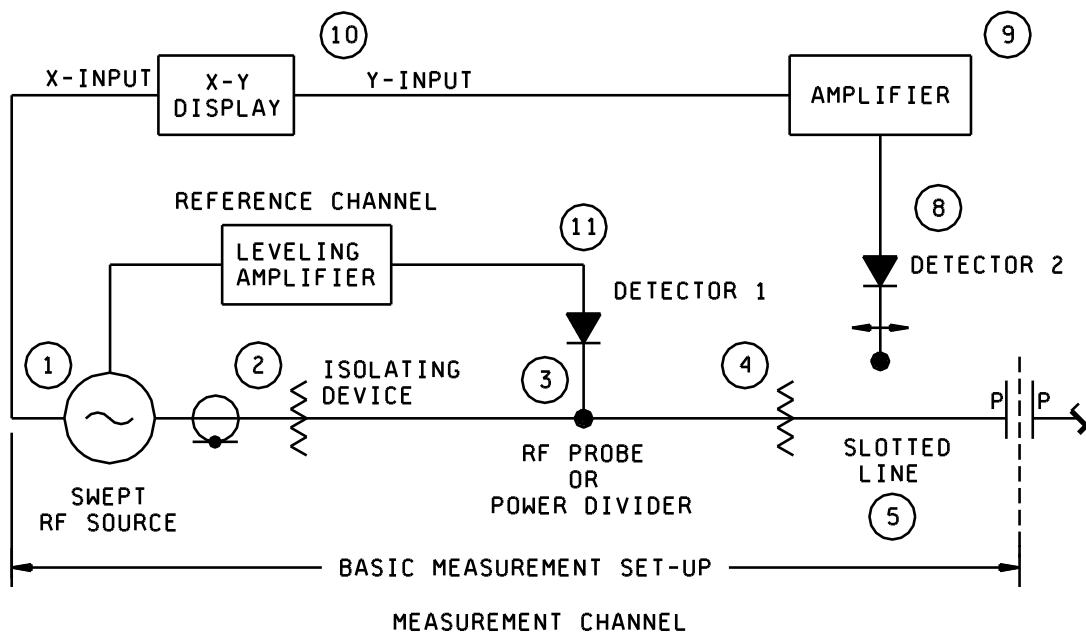 10
9
X-INPUT
X-Y
DISPLAY
Y-INPUT
AMPLIFIER
REFERENCE CHANNEL
8
11
LEVELING
AMPLIFIER
DETECTOR 2
DETECTOR 1
1
2
ISOLATING
DEVICE
3
4
P
P
RF PROBE
OR
POWER DIVIDER
SLOTTED
LINE
5
SWEPT
RF SOURCE
BASIC MEASUREMENT SET-UP
MEASUREMENT CHANNEL